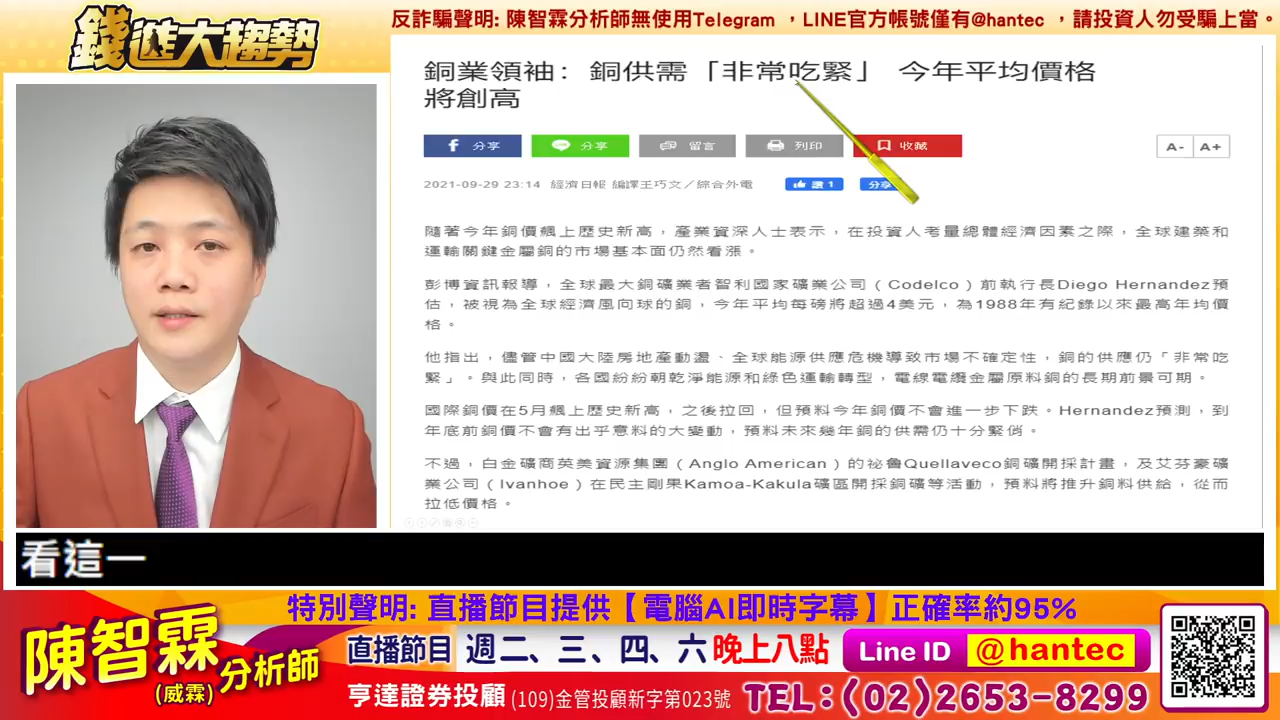 錢進大趨勢
反詐騙聲明: 陳智霖分析師無使用Telegram ，LINE官方帳號僅有@hantec ，請投資人勿受騙上當。
銅業領袖: 銅供需「非常吃緊」 今年平均價格
將創高
分享 分享 留言 列印 收藏 A- A+
2021-09-29 23:14 經濟日報 編譯王巧文／綜合外電 讚 1 分享
隨著今年銅價飆上歷史新高，產業資深人士表示，在投資人考量總體經濟因素之際，全球建築和
運輸關鍵金屬銅的市場基本面仍然看漲。
彭博資訊報導，全球最大銅礦業者智利國家礦業公司（Codelco）前執行長Diego Hernandez預
估，被視為全球經濟風向球的銅，今年平均每磅將超過4美元，為1988年有紀錄以來最高年均價
格。
他指出，儘管中國大陸房地產動盪、全球能源供應危機導致市場不確定性，銅的供應仍「非常吃
緊」。與此同時，各國紛紛朝乾淨能源和綠色運輸轉型，電線電纜金屬原料銅的長期前景可期。
國際銅價在5月飆上歷史新高，之後拉回，但預料今年銅價不會進一步下跌。Hernandez預測，到
年底前銅價不會有出乎意料的大變動，預料未來幾年銅的供需仍十分緊俏。
不過，白金礦商英美資源集團（Anglo American）的祕魯Quellaveco銅礦開採計畫，及艾芬豪礦
業公司（Ivanhoe）在民主剛果Kamoa-Kakula礦區開採銅礦等活動，預料將推升銅料供給，從而
拉低價格。
看這一
特別聲明: 直播節目提供【電腦AI即時字幕】正確率約95%
陳智霖
(威霖)
分析師
直播節目 週二、三、四、六 晚上八點 Line ID @hantec
亨達證券投顧 (109)金管投顧新字第023號 TEL:(02)2653-8299